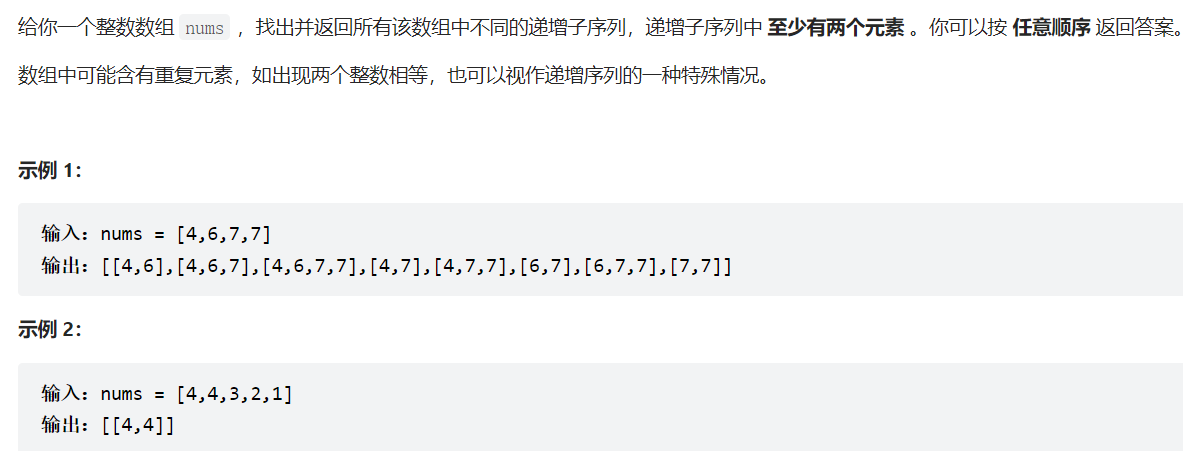 给你一个整数数组 nums ，找出并返回所有该数组中不同的递增子序列，递增子序列中 至少有两个元素 。你可以按 任意顺序 返回答案。
数组中可能含有重复元素，如出现两个整数相等，也可以视作递增序列的一种特殊情况。
示例 1：
输入：nums = [4,6,7,7]
输出：[[4,6],[4,6,7],[4,6,7,7],[4,7],[4,7,7],[6,7],[6,7,7],[7,7]]
示例 2：
输入：nums = [4,4,3,2,1]
输出：[[4,4]]